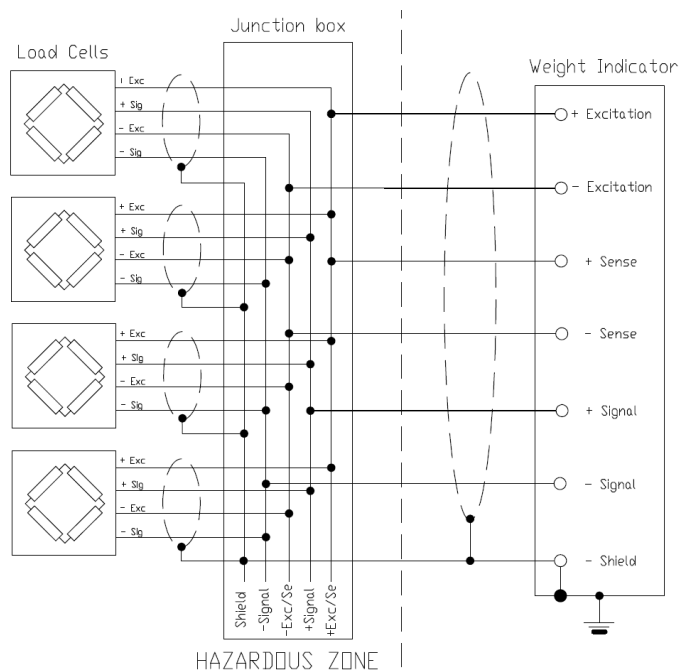 Junction box
Load Cells
Weight Indicator
+ Exc
+ Sig
- Exc
- Sig
+ Exc
+ Sig
- Exc
- Sig
+ Exc
+ Sig
- Exc
- Sig
+ Exc
+ Sig
- Exc
- Sig
+ Excitation
- Excitation
+ Sense
- Sense
+ Signal
- Signal
- Shield
Shield
-Signal
-Exc/Se
+Signal
+Exc/Se
HAZARDOUS ZONE